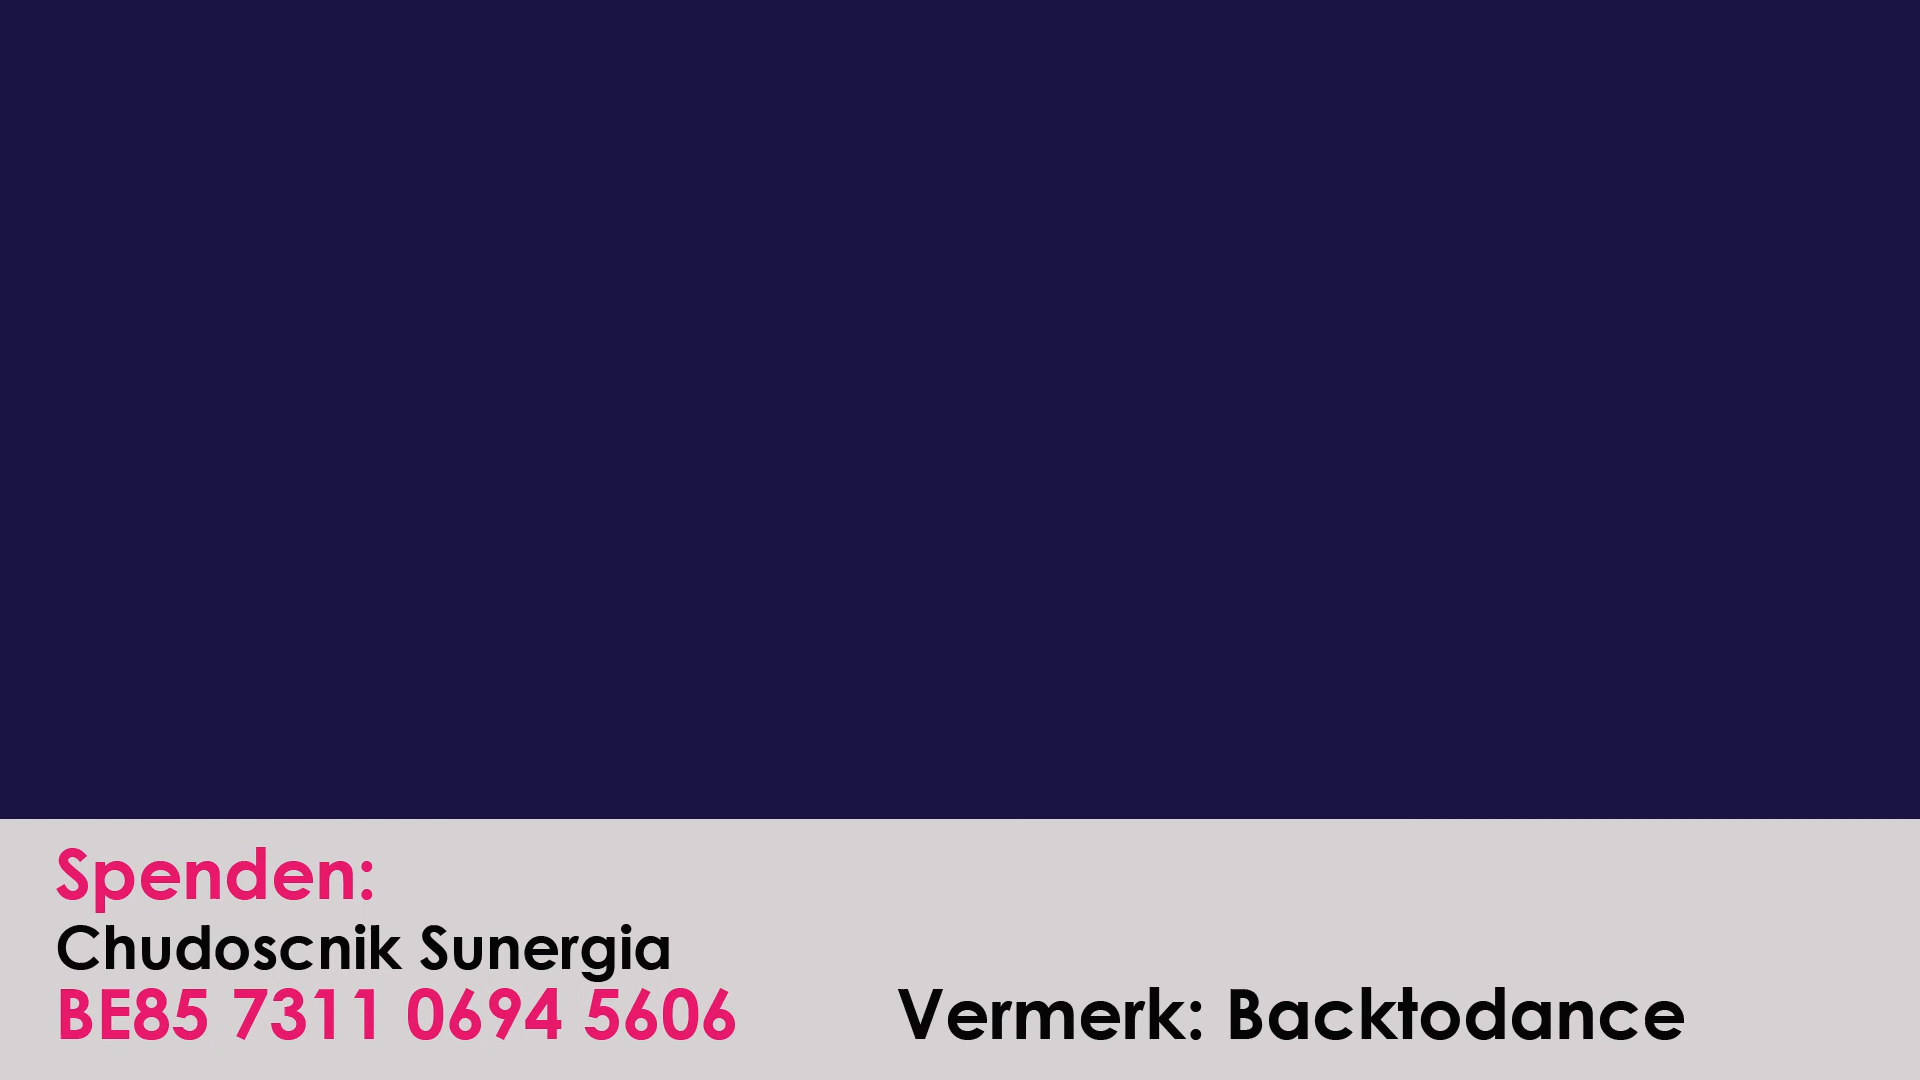 Spenden:
Chudoscnik Sunergia
BE85 7311 0694 5606
Vermerk: Backtodance